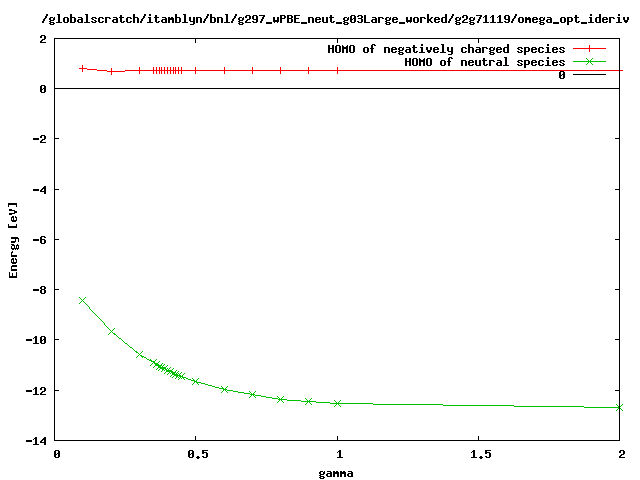 /globalscratch/itamblyn/bnl/g297_wPBE_neut_g03Large_worked/g2g71119/omega_opt_ideriv
HOMO of negatively charged species
HOMO of neutral species
0
2
0
-2
-4
-6
-8
-10
-12
-14
Energy [eV]
0 0.5 1 1.5 2
gamma